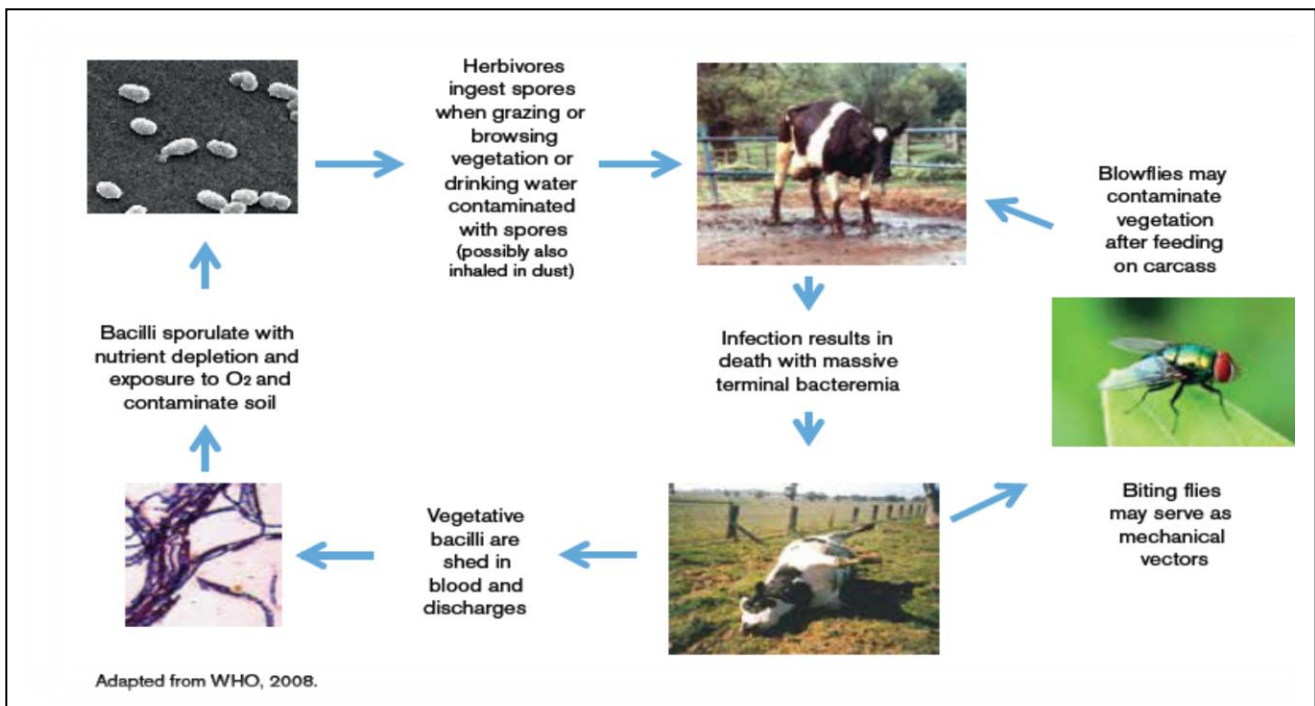 Herbivores
ingest spores
when grazing or
browsing
vegetation or
drinking water
contaminated
with spores
(possibly also
inhaled in dust)
Blowflies may
contaminate
vegetation
after feeding
on carcass
Infection results in
death with massive
terminal bacteremia
Biting flies
may serve as
mechanical
vectors
Vegetative
bacilli are
shed in
blood and
discharges
Bacilli sporulate with
nutrient depletion and
exposure to O2 and
contaminate soil
Adapted from WHO, 2008.